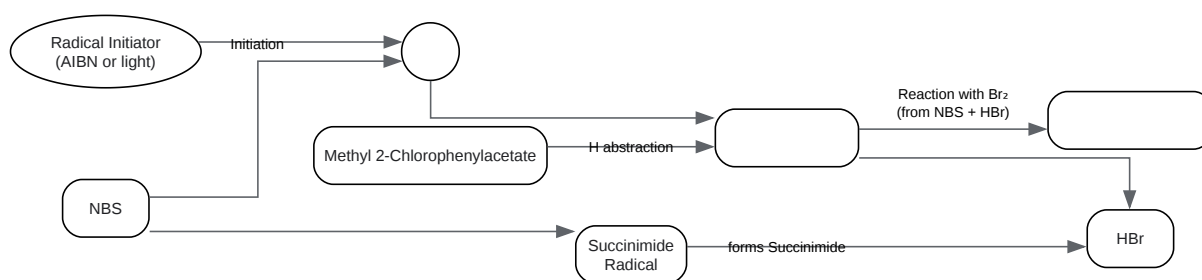 Radical Initiator
(AIBN or light)
Initiation
Reaction with Br₂
(from NBS + HBr)
Methyl 2-Chlorophenylacetate
H abstraction
NBS
Succinimide
Radical
forms Succinimide
HBr